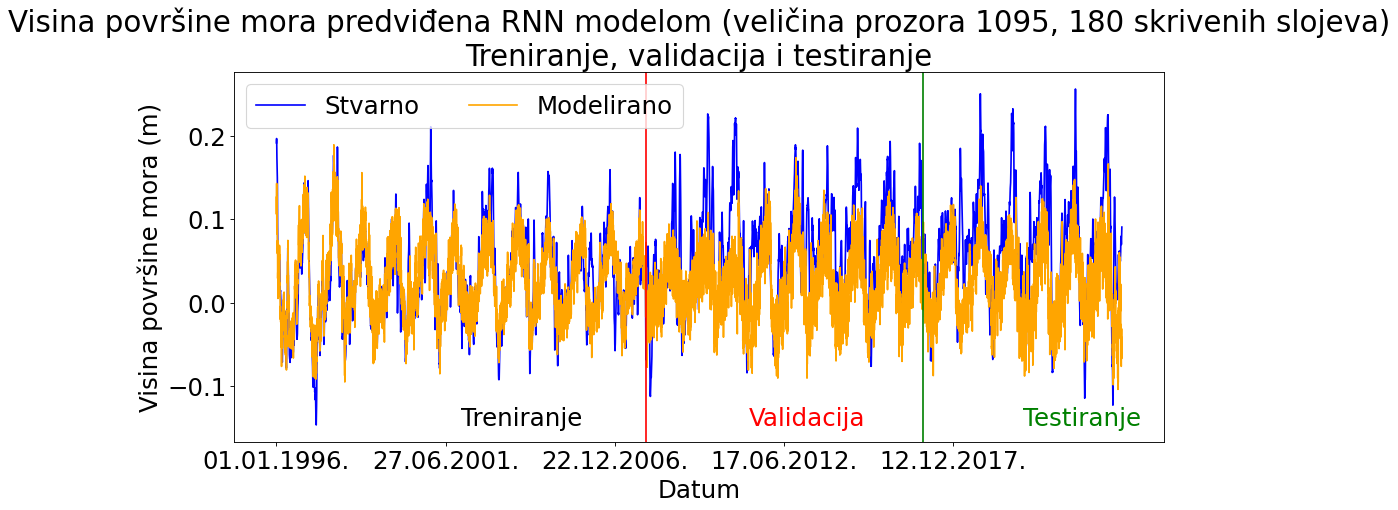 Visina površine mora predviđena RNN modelom (veličina prozora 1095, 180 skrivenih slojeva)
Treniranje, validacija i testiranje
Stvarno Modelirano
Visina površine mora (m)
0.2
0.1
0.0
−0.1
Treniranje Validacija Testiranje
01.01.1996. 27.06.2001. 22.12.2006. 17.06.2012. 12.12.2017.
Datum